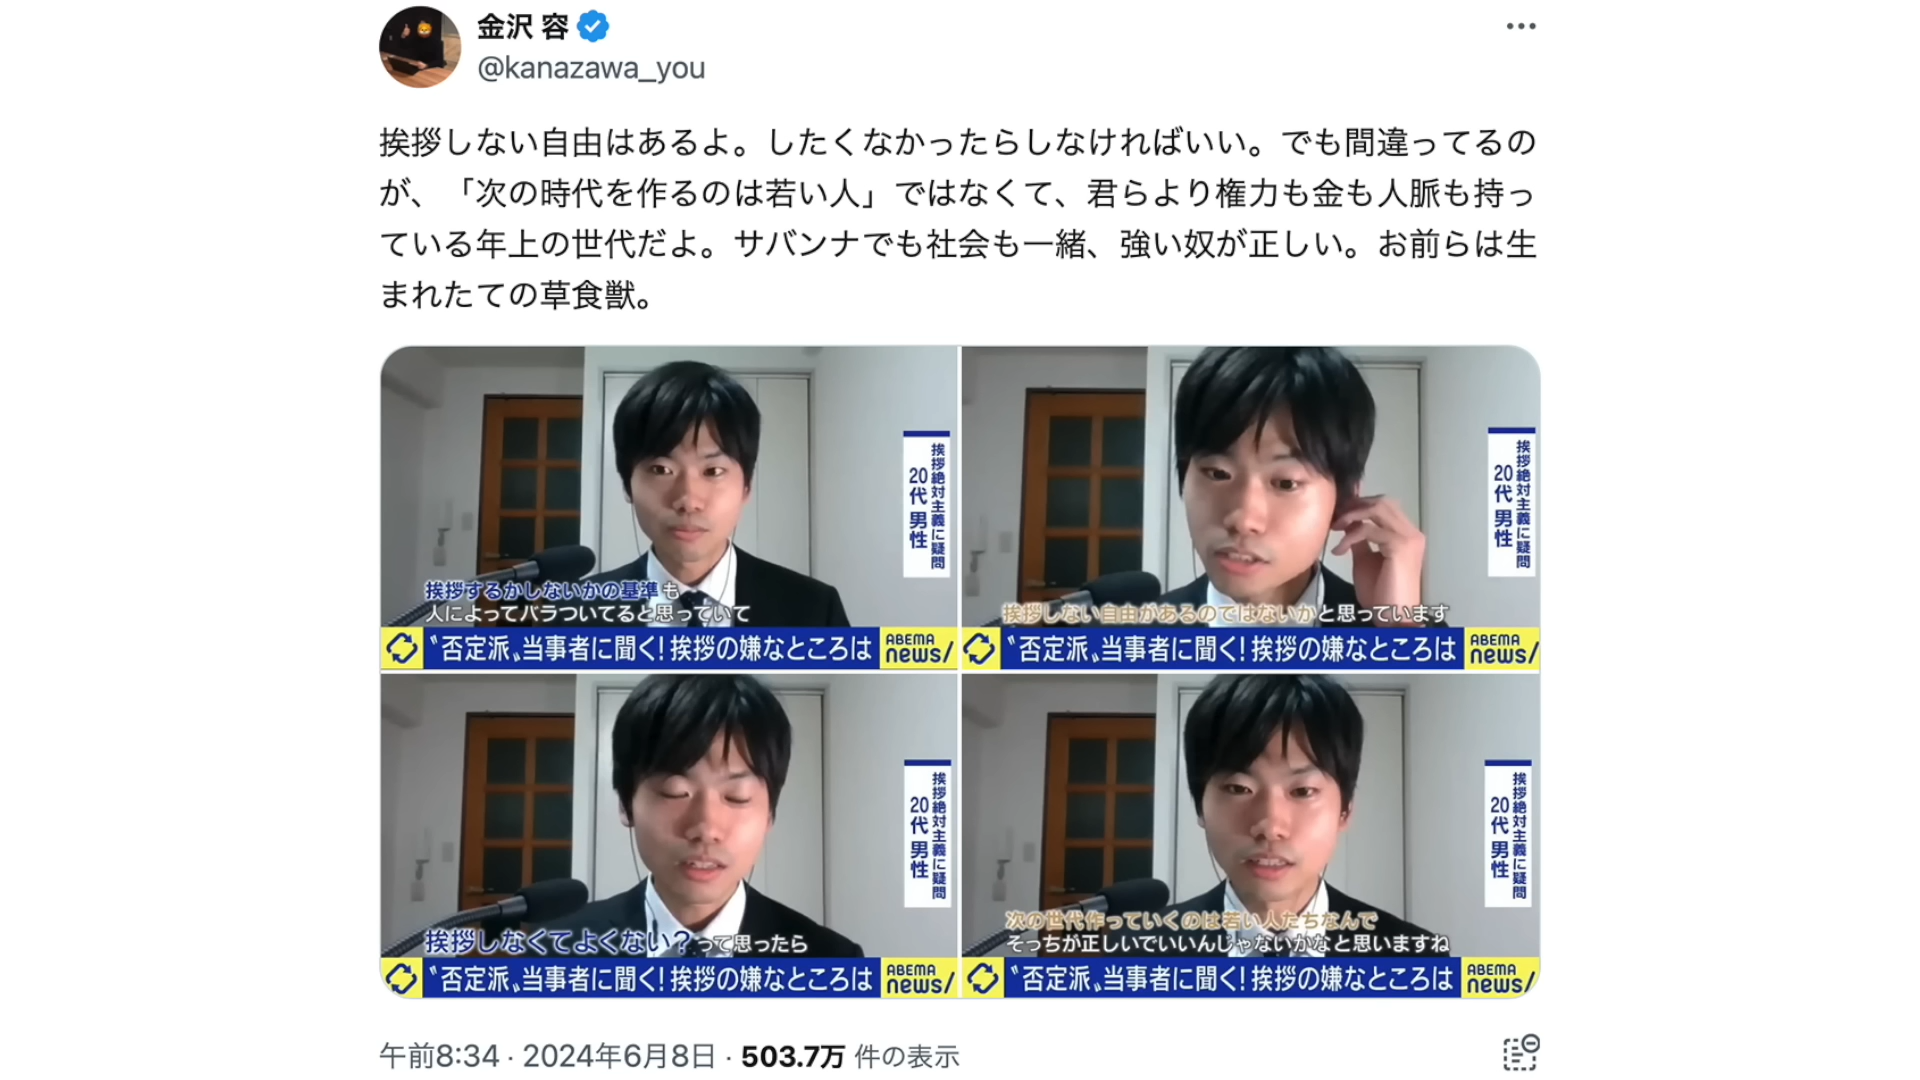 金沢 容
@kanazawa_you
挨拶しない自由はあるよ。したくなかったらしなければいい。でも間違ってるの
が、「次の時代を作るのは若い人」ではなくて、君らより権力も金も人脈も持っ
ている年上の世代だよ。サバンナでも社会も一緒、強い奴が正しい。お前らは生
まれたての草食獣。
挨拶絶対主義に疑問
20代 男性
挨拶するかしないかの基準も
人によってバラついてると思っていて
〝否定派〟当事者に聞く!挨拶の嫌なところは
ABEMA
news/
挨拶絶対主義に疑問
20代 男性
挨拶しない自由があるのではないかと思っています
〝否定派〟当事者に聞く!挨拶の嫌なところは
ABEMA
news/
挨拶絶対主義に疑問
20代 男性
挨拶しなくてよくない?って思ったら
〝否定派〟当事者に聞く!挨拶の嫌なところは
ABEMA
news/
挨拶絶対主義に疑問
20代 男性
次の世代作っていくのは若い人たちなんで
そっちが正しいでいいんじゃないかなと思いますね
〝否定派〟当事者に聞く!挨拶の嫌なところは
ABEMA
news/
午前8:34 · 2024年6月8日 · 503.7万 件の表示